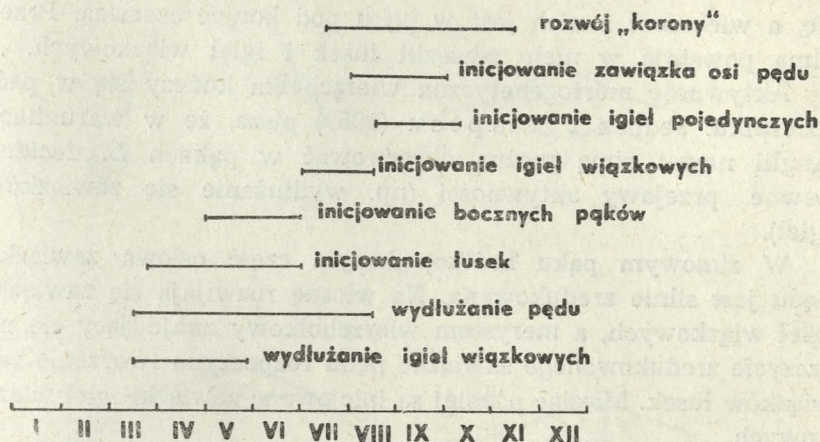 rozwój „korony“
inicjowanie zawiązka osi pędu
inicjowanie igieł pojedynczych
inicjowanie igieł wiązkowych
inicjowanie bocznych pąków
inicjowanie łusek
wydłużanie pędu
wydłużanie igieł wiązkowych
I II III IV V VI VII VIII IX X XI XII